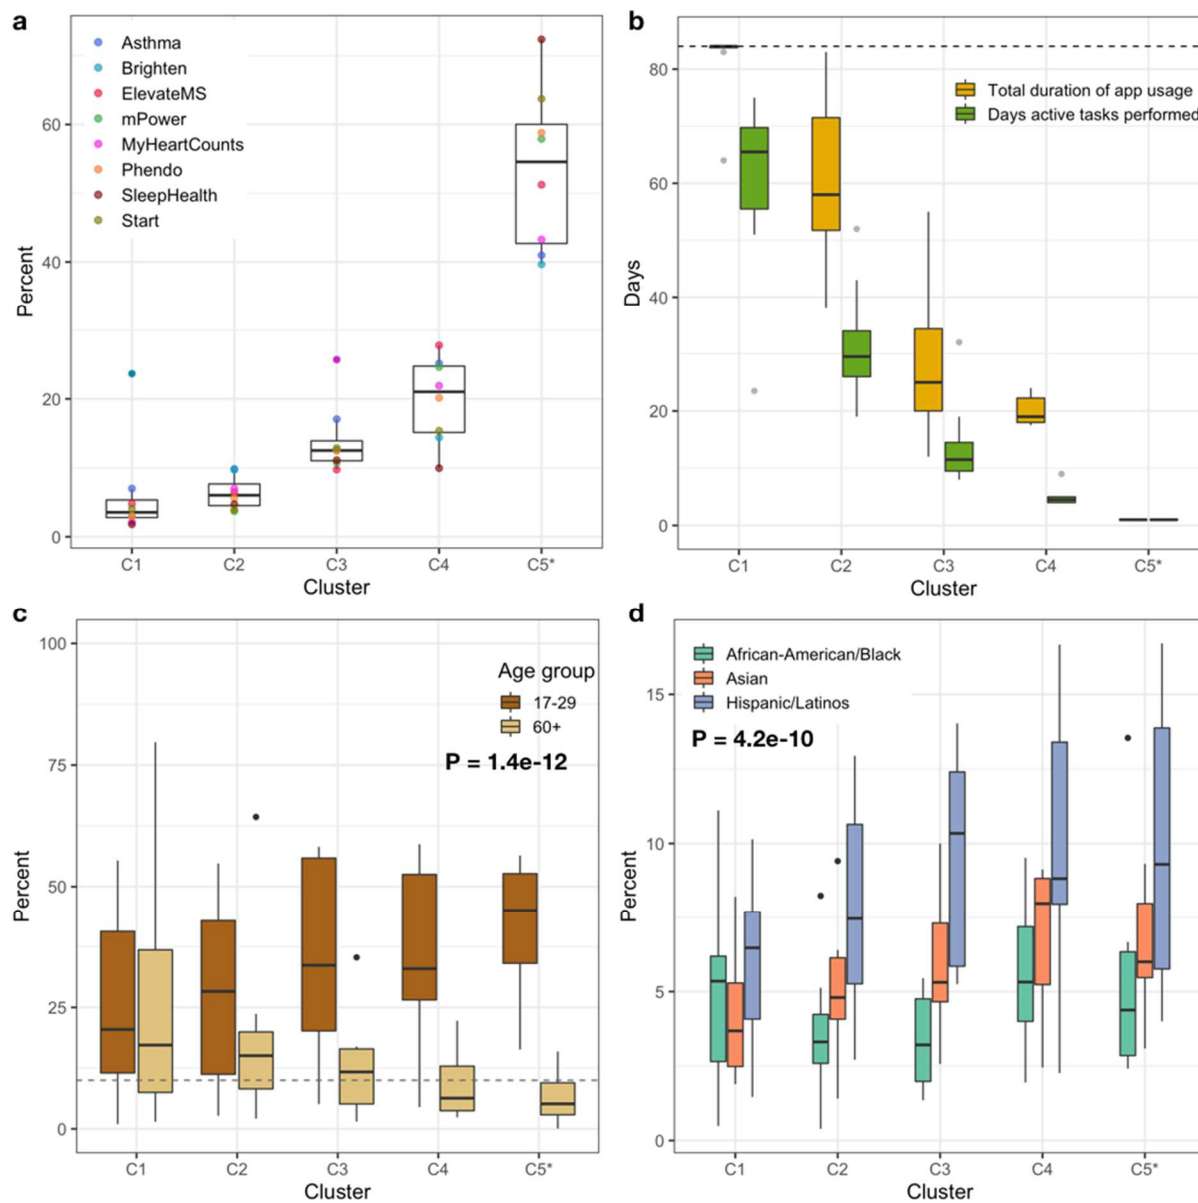 a
Asthma
Brighten
ElevateMS
mPower
MyHeartCounts
Phendo
SleepHealth
Start
Percent
60
40
20
0
C1 C2 C3 C4 C5*
Cluster
b
Total duration of app usage
Days active tasks performed
Days
80
60
40
20
0
C1 C2 C3 C4 C5*
Cluster
c
Age group
17-29
60+
P = 1.4e-12
Percent
100
75
50
25
0
C1 C2 C3 C4 C5*
Cluster
d
African-American/Black
Asian
Hispanic/Latinos
P = 4.2e-10
Percent
15
10
5
0
C1 C2 C3 C4 C5*
Cluster